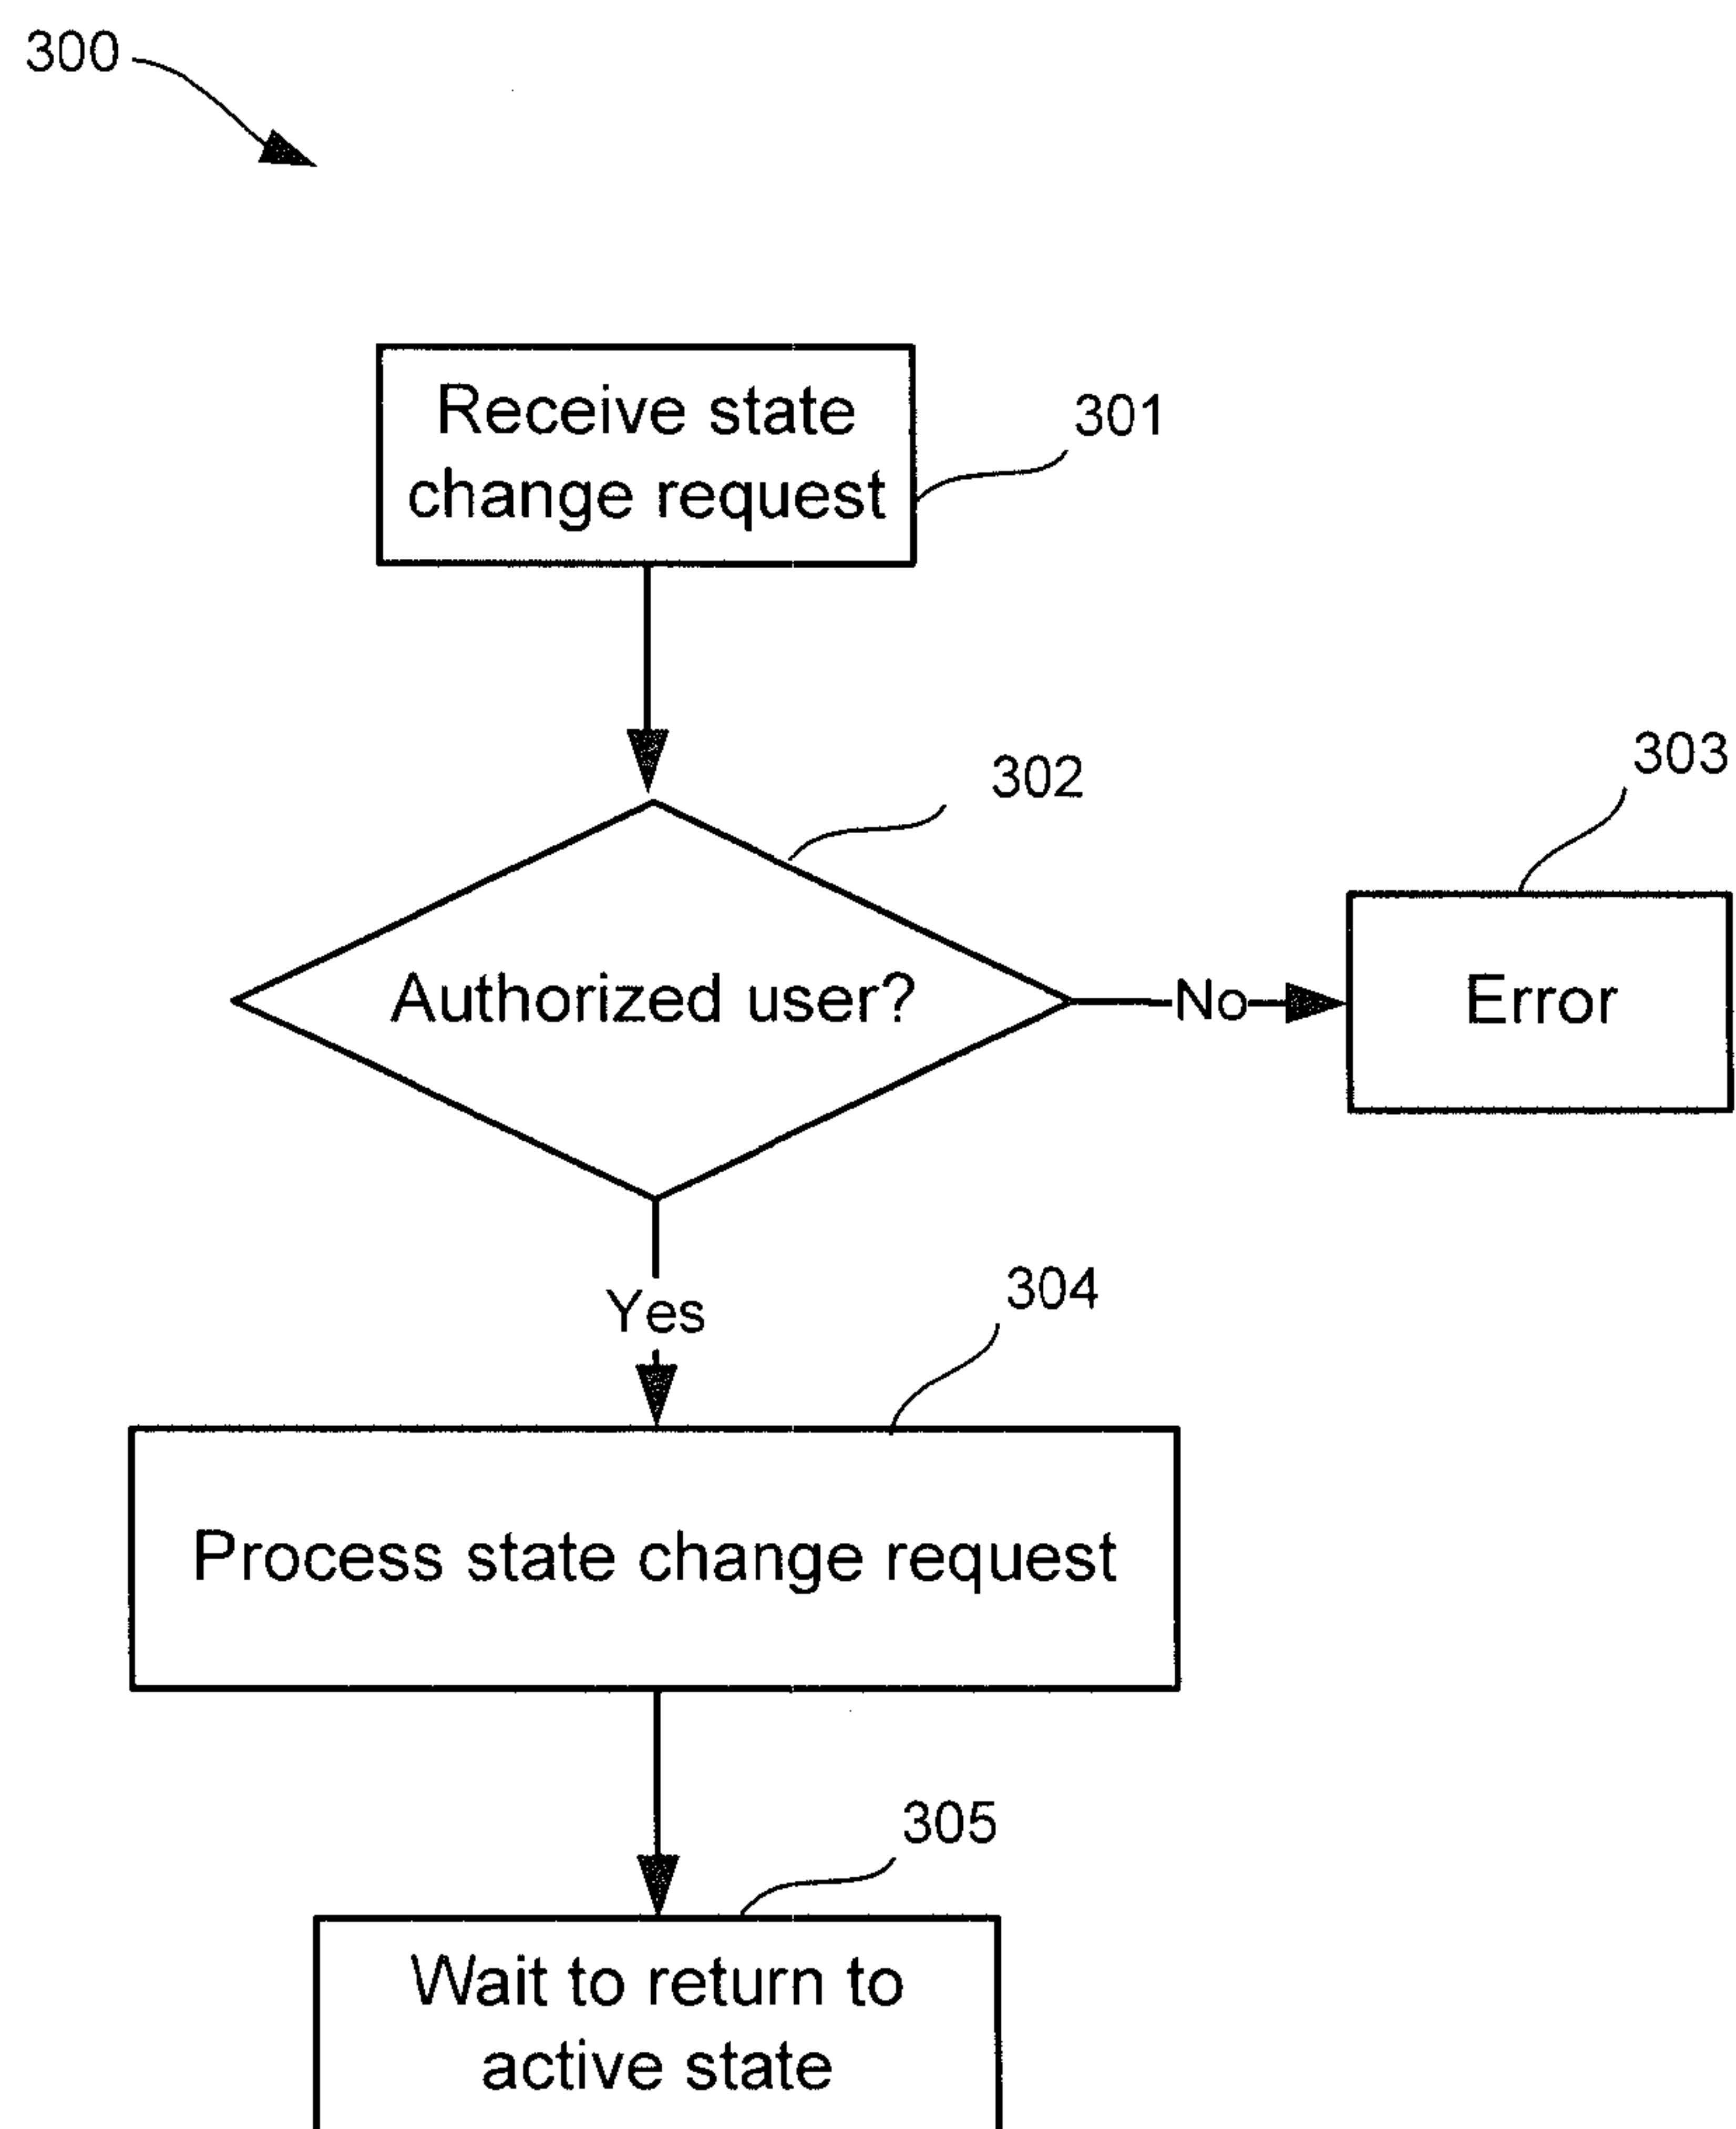 300
Receive state
change request
301
302
303
Authorized user?
No
Error
Yes
304
Process state change request
305
Wait to return to
active state